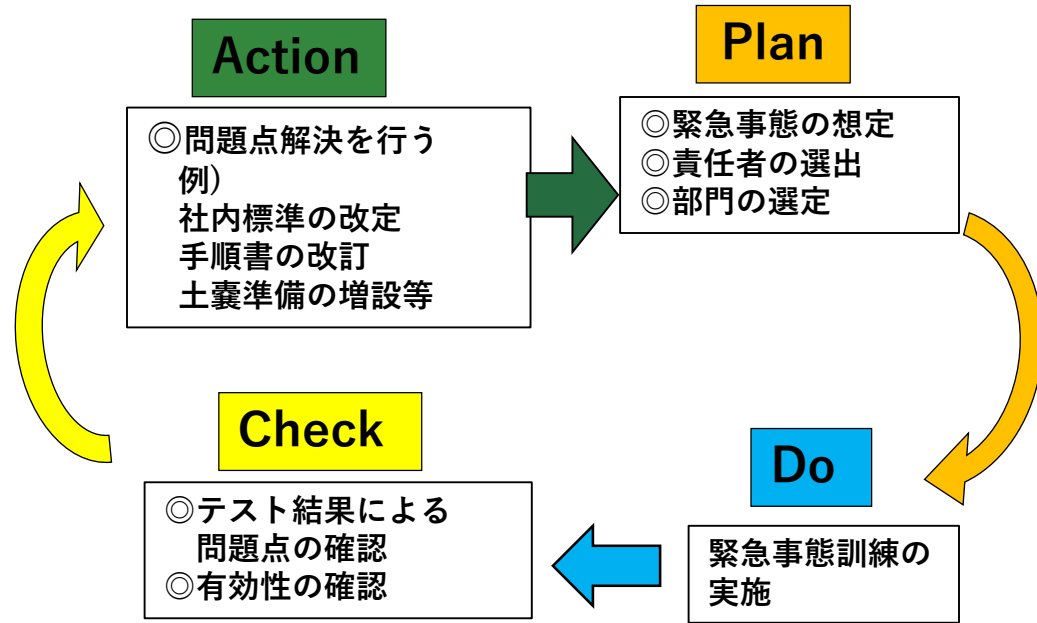 Action
◎問題点解決を行う
例)
社内標準の改定
手順書の改訂
土嚢準備の増設等
Plan
◎緊急事態の想定
◎責任者の選出
◎部門の選定
Check
◎テスト結果による
問題点の確認
◎有効性の確認
Do
緊急事態訓練の
実施